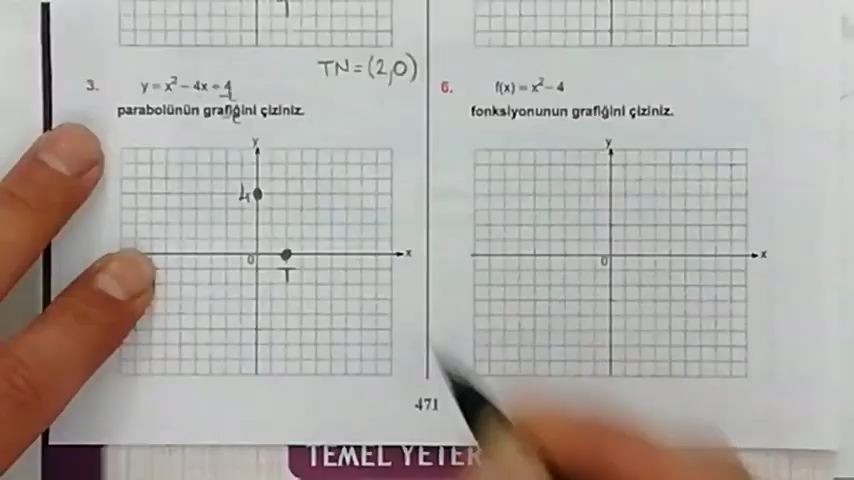 3. y = x² - 4x + 4
TN = (2,0)
parabolünün grafiğini çiziniz.
y
4
0
x
T
6. f(x) = x² - 4
fonksiyonunun grafiğini çiziniz.
y
0
x
471
TEMEL YETER